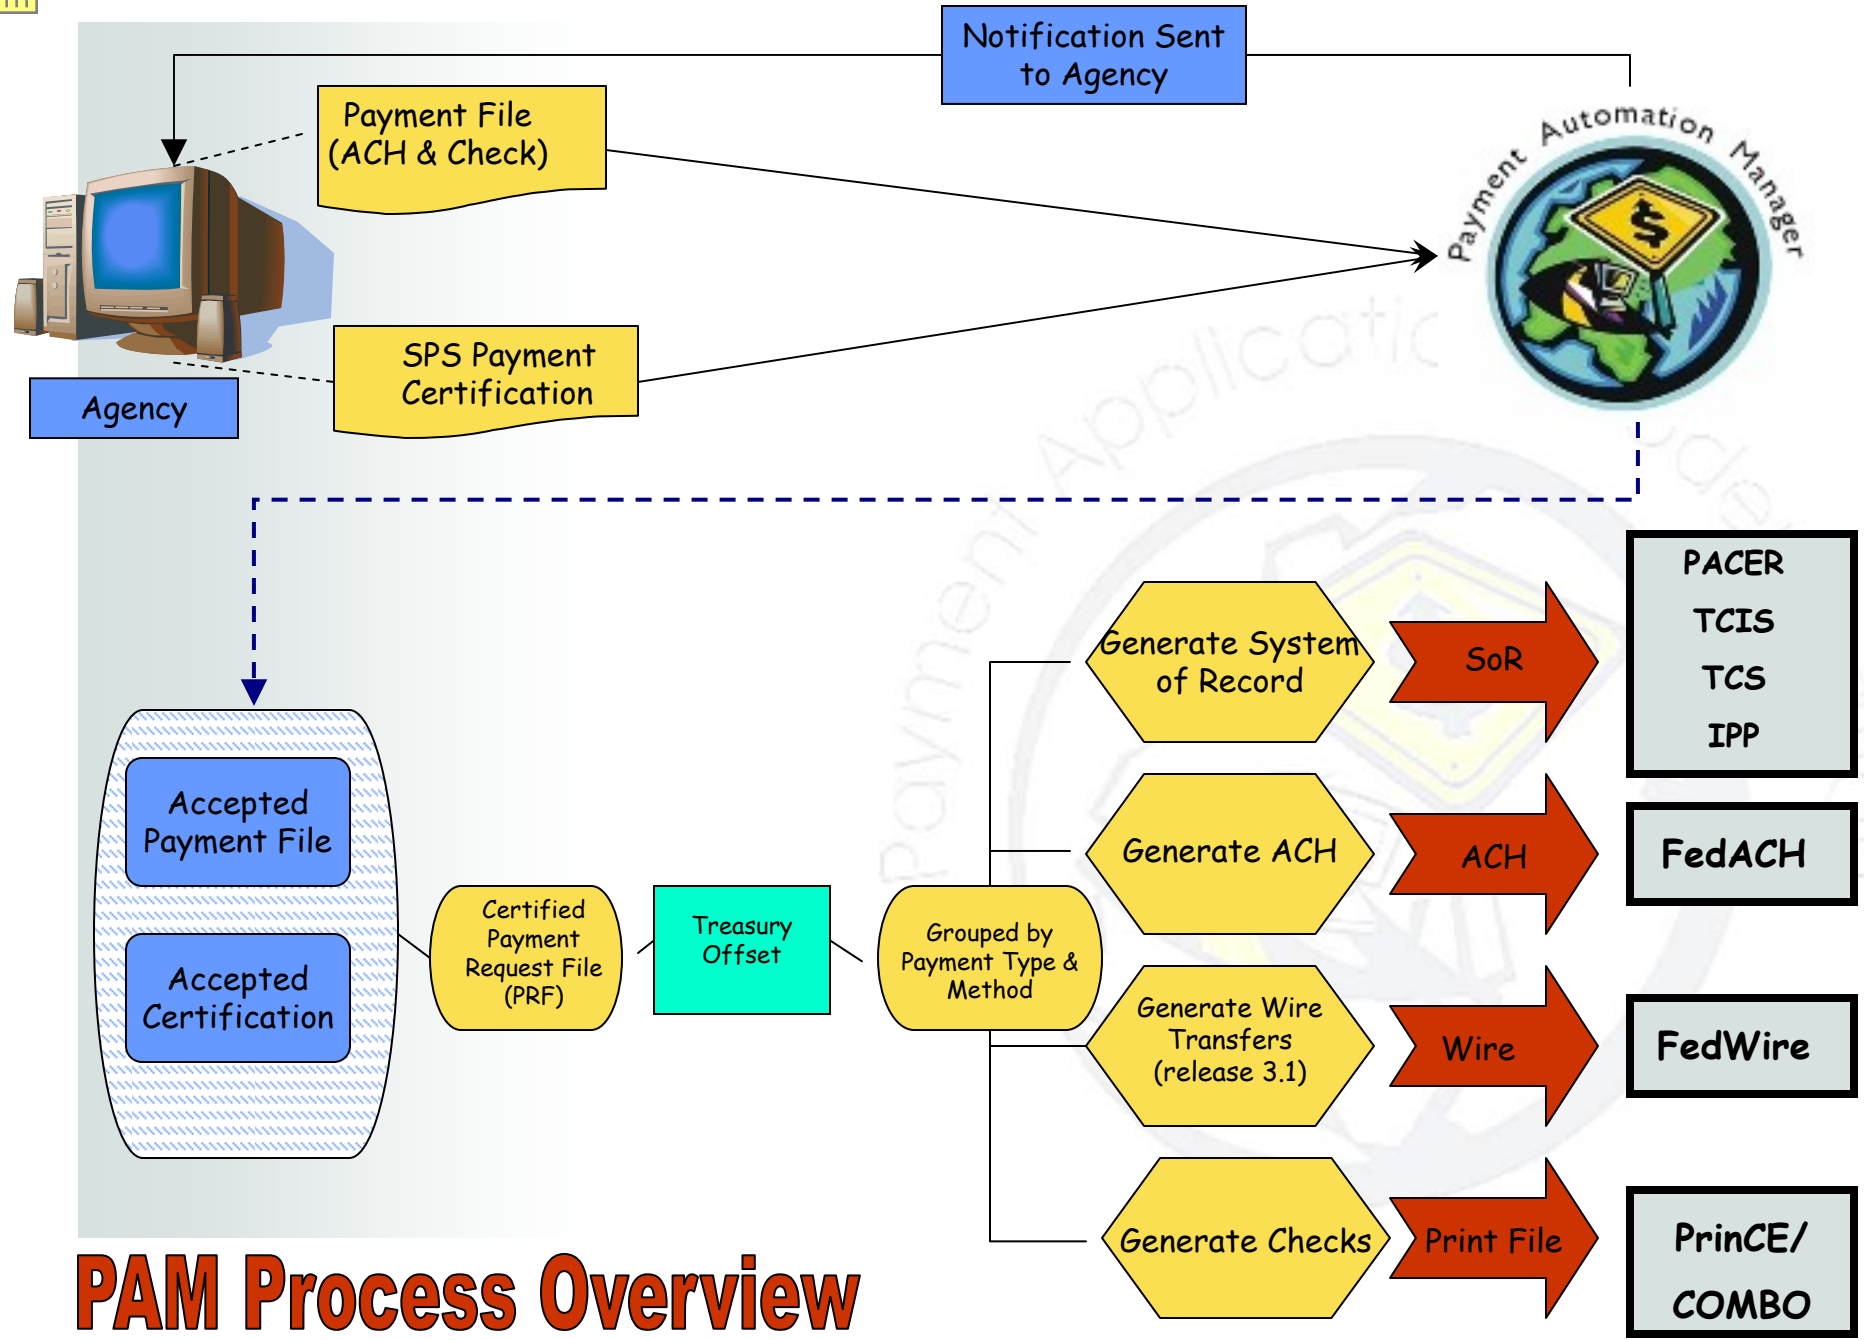 Notification Sent
to Agency
Payment File
(ACH & Check)
Payment Automation Manager
SPS Payment
Certification
Agency
Payment Applicatio
PACER
TCIS
TCS
IPP
Generate System
of Record
SoR
Accepted
Payment File
Generate ACH
ACH
FedACH
Certified
Payment
Request File
(PRF)
Treasury
Offset
Grouped by
Payment Type &
Method
Accepted
Certification
Generate Wire
Transfers
(release 3.1)
Wire
FedWire
Generate Checks
Print File
PrinCE/
COMBO
PAM Process Overview